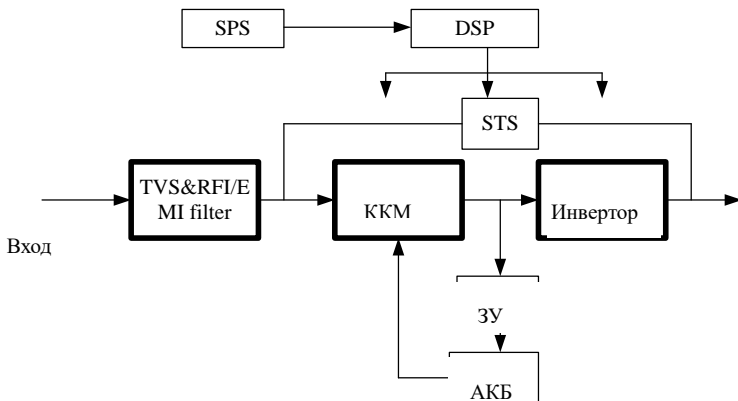 SPS
DSP
STS
TVS&RFI/E
MI filter
ККМ
Инвертор
Вход
ЗУ
АКБ